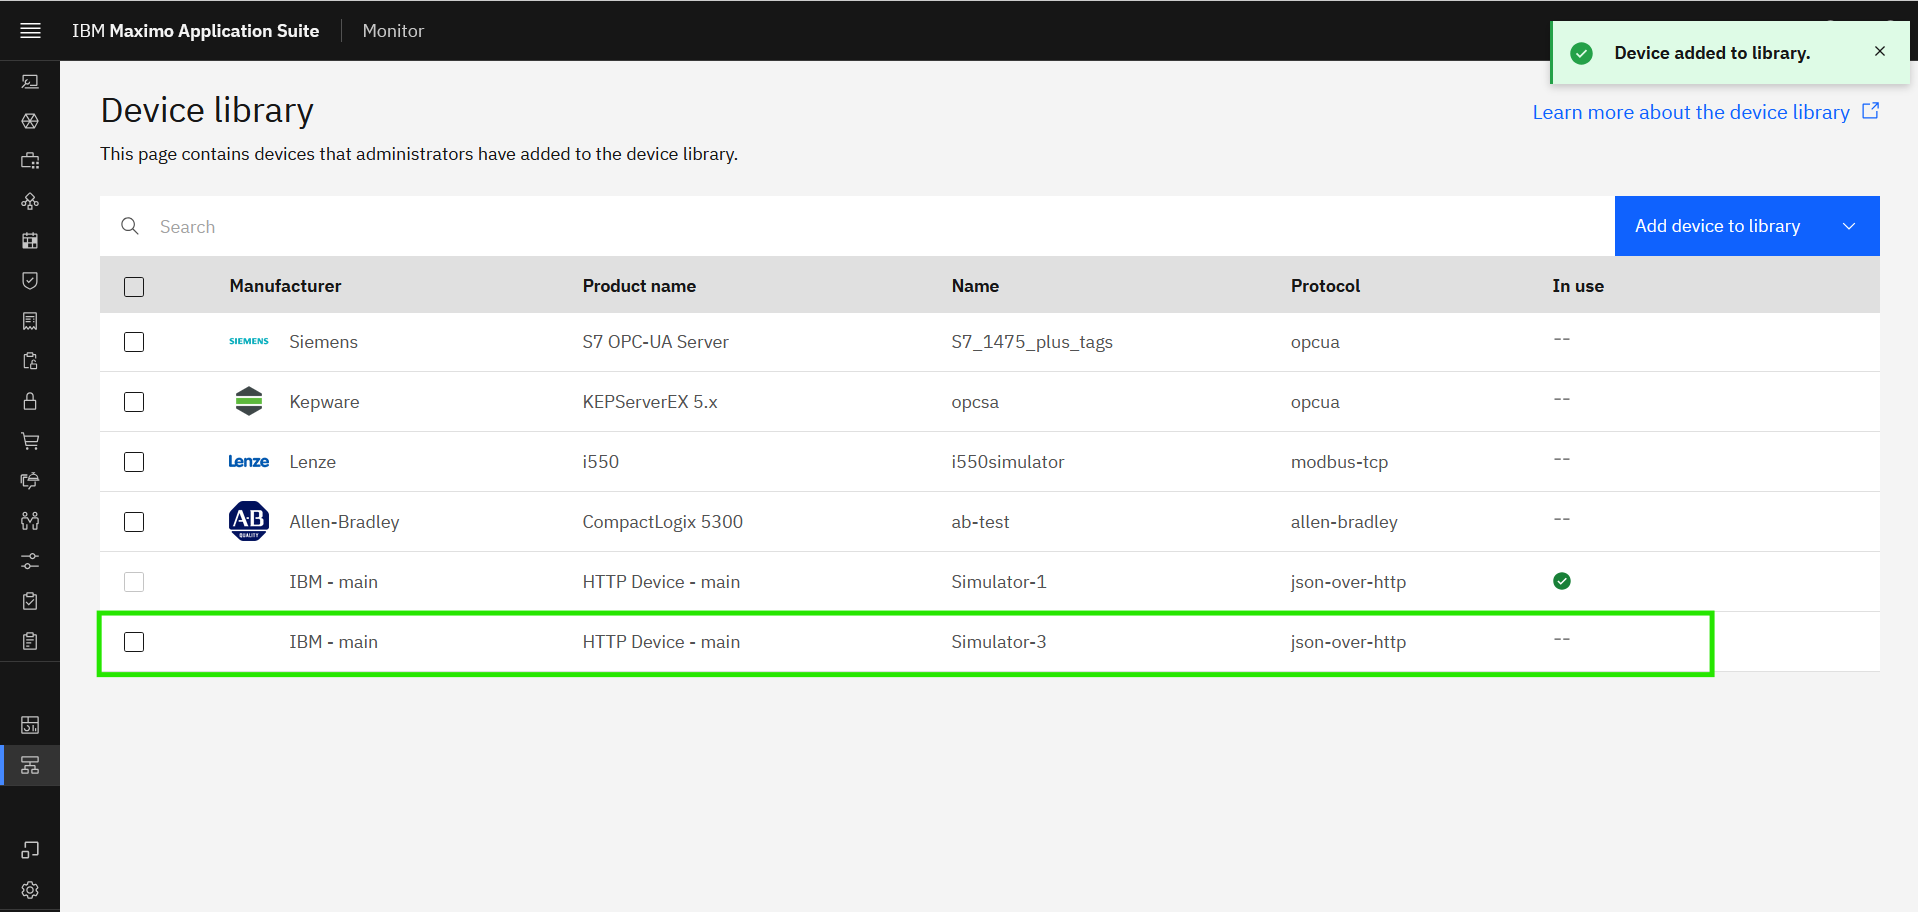 IBM Maximo Application Suite Monitor
Device added to library.
Device library
Learn more about the device library
This page contains devices that administrators have added to the device library.
Search
Add device to library
Manufacturer Product name Name Protocol In use
SIEMENS Siemens S7 OPC-UA Server S7_1475_plus_tags opcua --
Kepware KEPServerEX 5.x opcsa opcua --
Lenze Lenze i550 i550simulator modbus-tcp --
A-B QUALITY Allen-Bradley CompactLogix 5300 ab-test allen-bradley --
IBM - main HTTP Device - main Simulator-1 json-over-http
IBM - main HTTP Device - main Simulator-3 json-over-http --